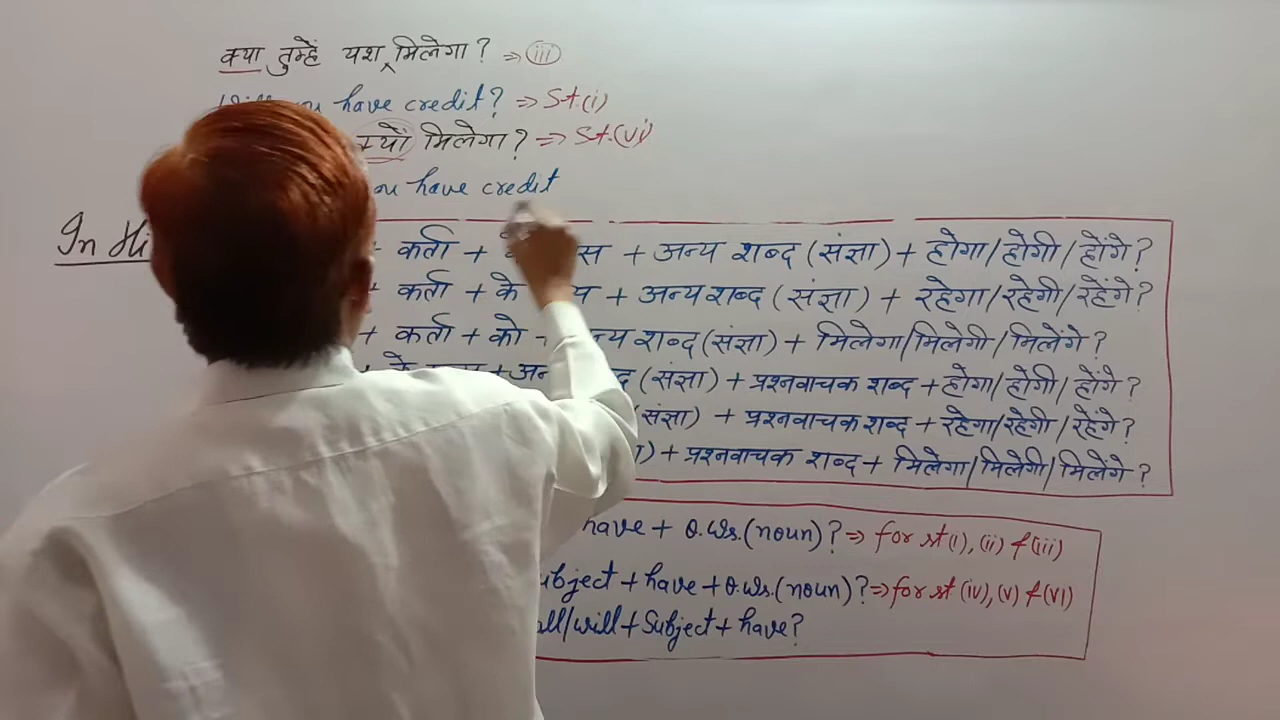 क्या तुम्हें यश मिलेगा? ⇒ (iii)
have credit? ⇒ St.(i)
क्यों मिलेगा? ⇒ St.(vi)
you have credit
In Hi
कर्ता + + अन्य शब्द (संज्ञा) + होगा/होगी/होंगे?
+ कर्ता + के + अन्य शब्द (संज्ञा) + रहेगा/रहेगी/रहेंगे?
+ कर्ता + को शब्द (संज्ञा) + मिलेगा/मिलेगी/मिलेंगे?
(संज्ञा) + प्रश्नवाचक शब्द + होगा/होगी/होंगे?
(संज्ञा) + प्रश्नवाचक शब्द + रहेगा/रहेगी/रहेंगे?
) + प्रश्नवाचक शब्द + मिलेगा/मिलेगी/मिलेंगे?
have + O.Ws.(noun)? ⇒ for st(i), (ii) & (iii)
ubject + have + O.Ws.(noun)? ⇒ for st (iv), (v) & (vi)
all/will + Subject + have?